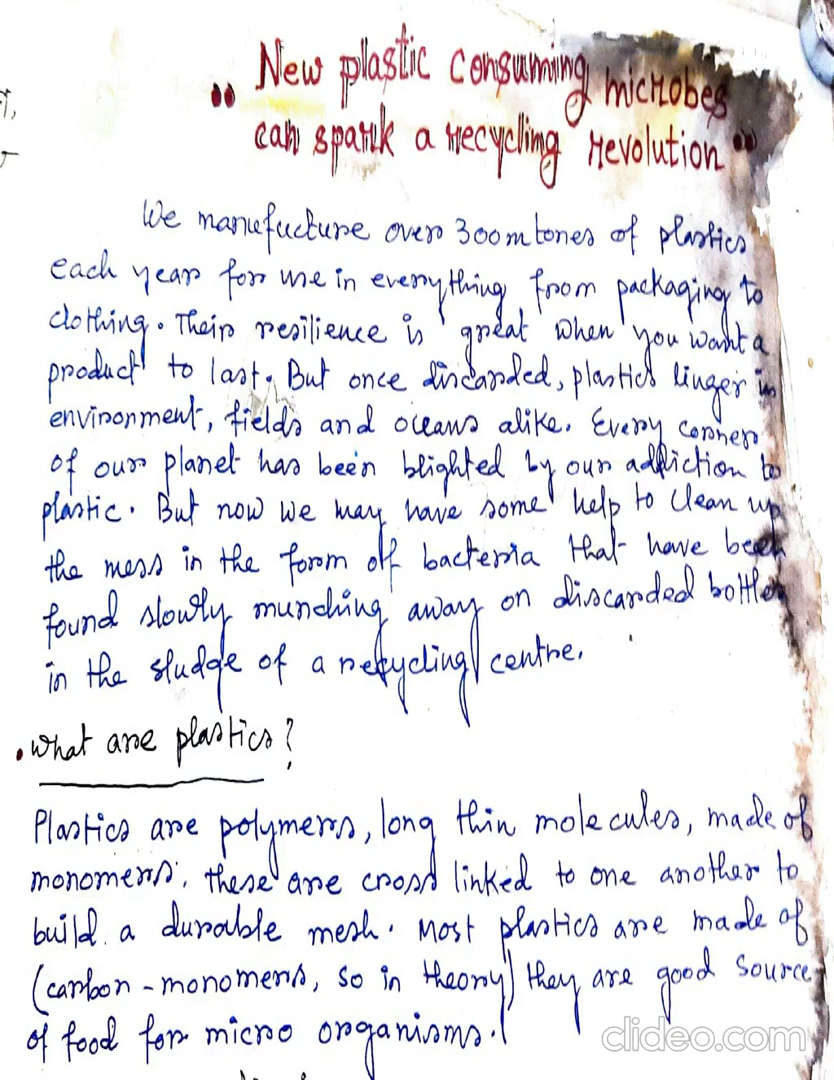 " New plastic consuming microbes
can spark a recycling revolution "
We manufucture over 300m tones of plastics
each year for use in everything from packaging to
clothing. Their resilience is great when you want a
product to last. But once discarded, plastics linger in
environment, fields and oceans alike. Every corner
of our planet has been blighted by our addiction to
plastic. But now we may have some help to clean up
the mess in the form of bacteria that have been
found slowly munching away on discarded bottles
in the sludge of a recycling centre.
. What are plastics?
Plastics are polymers, long thin molecules, made of
monomers. these are cross linked to one another to
build a durable mesh. Most plastics are made of
(carbon-monomers, so in theory) they are good source
of food for micro organisms.
clideo.com